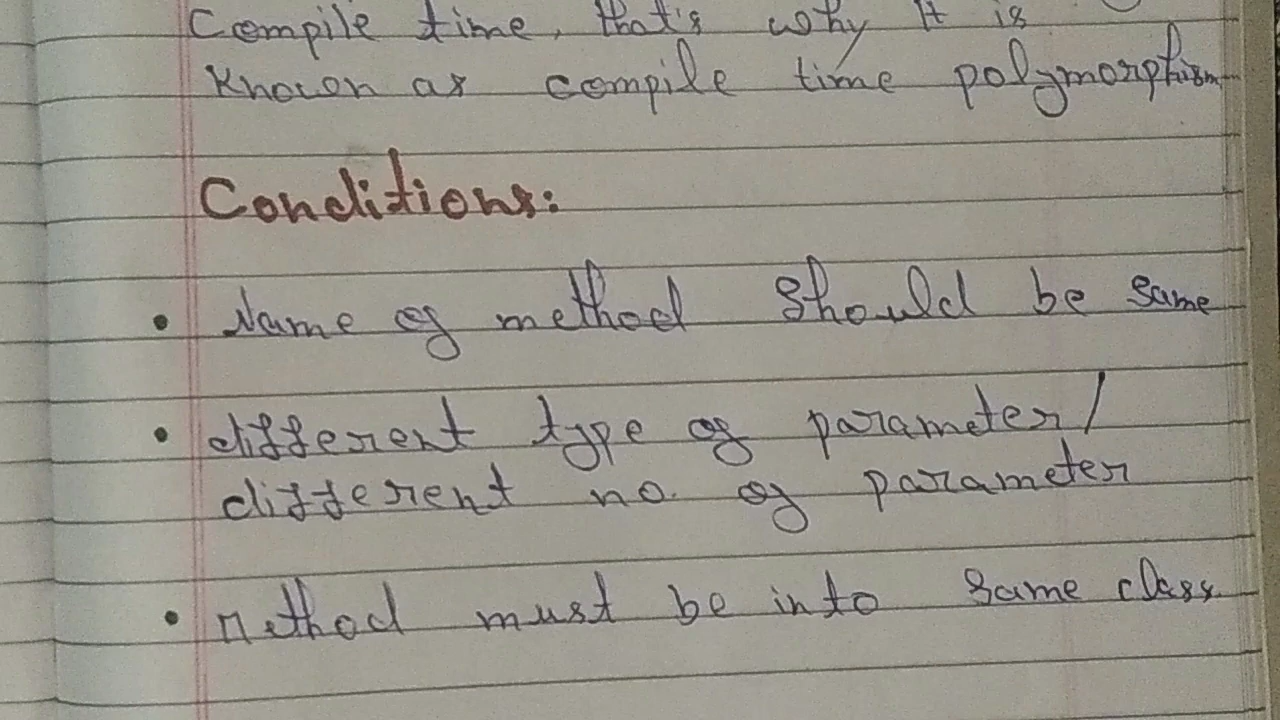 Compile time, that's why It is
Known as compile time polymorphism
Conditions:
• Name of method Should be Same
• different type of parameter/
different no. of parameter
• Method must be into Same class.